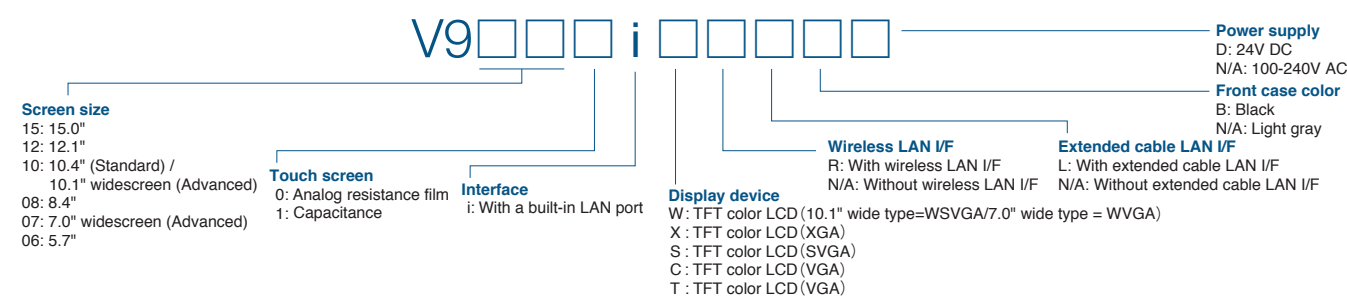 V9□□□i□□□□□
Power supply
D: 24V DC
N/A: 100-240V AC
Front case color
B: Black
N/A: Light gray
Screen size
15: 15.0"
12: 12.1"
10: 10.4" (Standard) /
10.1" widescreen (Advanced)
08: 8.4"
07: 7.0" widescreen (Advanced)
06: 5.7"
Touch screen
0: Analog resistance film
1: Capacitance
Interface
i: With a built-in LAN port
Display device
W: TFT color LCD(10.1" wide type=WSVGA/7.0" wide type = WVGA)
X : TFT color LCD(XGA)
S : TFT color LCD(SVGA)
C : TFT color LCD(VGA)
T : TFT color LCD(VGA)
Wireless LAN I/F
R: With wireless LAN I/F
N/A: Without wireless LAN I/F
Extended cable LAN I/F
L: With extended cable LAN I/F
N/A: Without extended cable LAN I/F